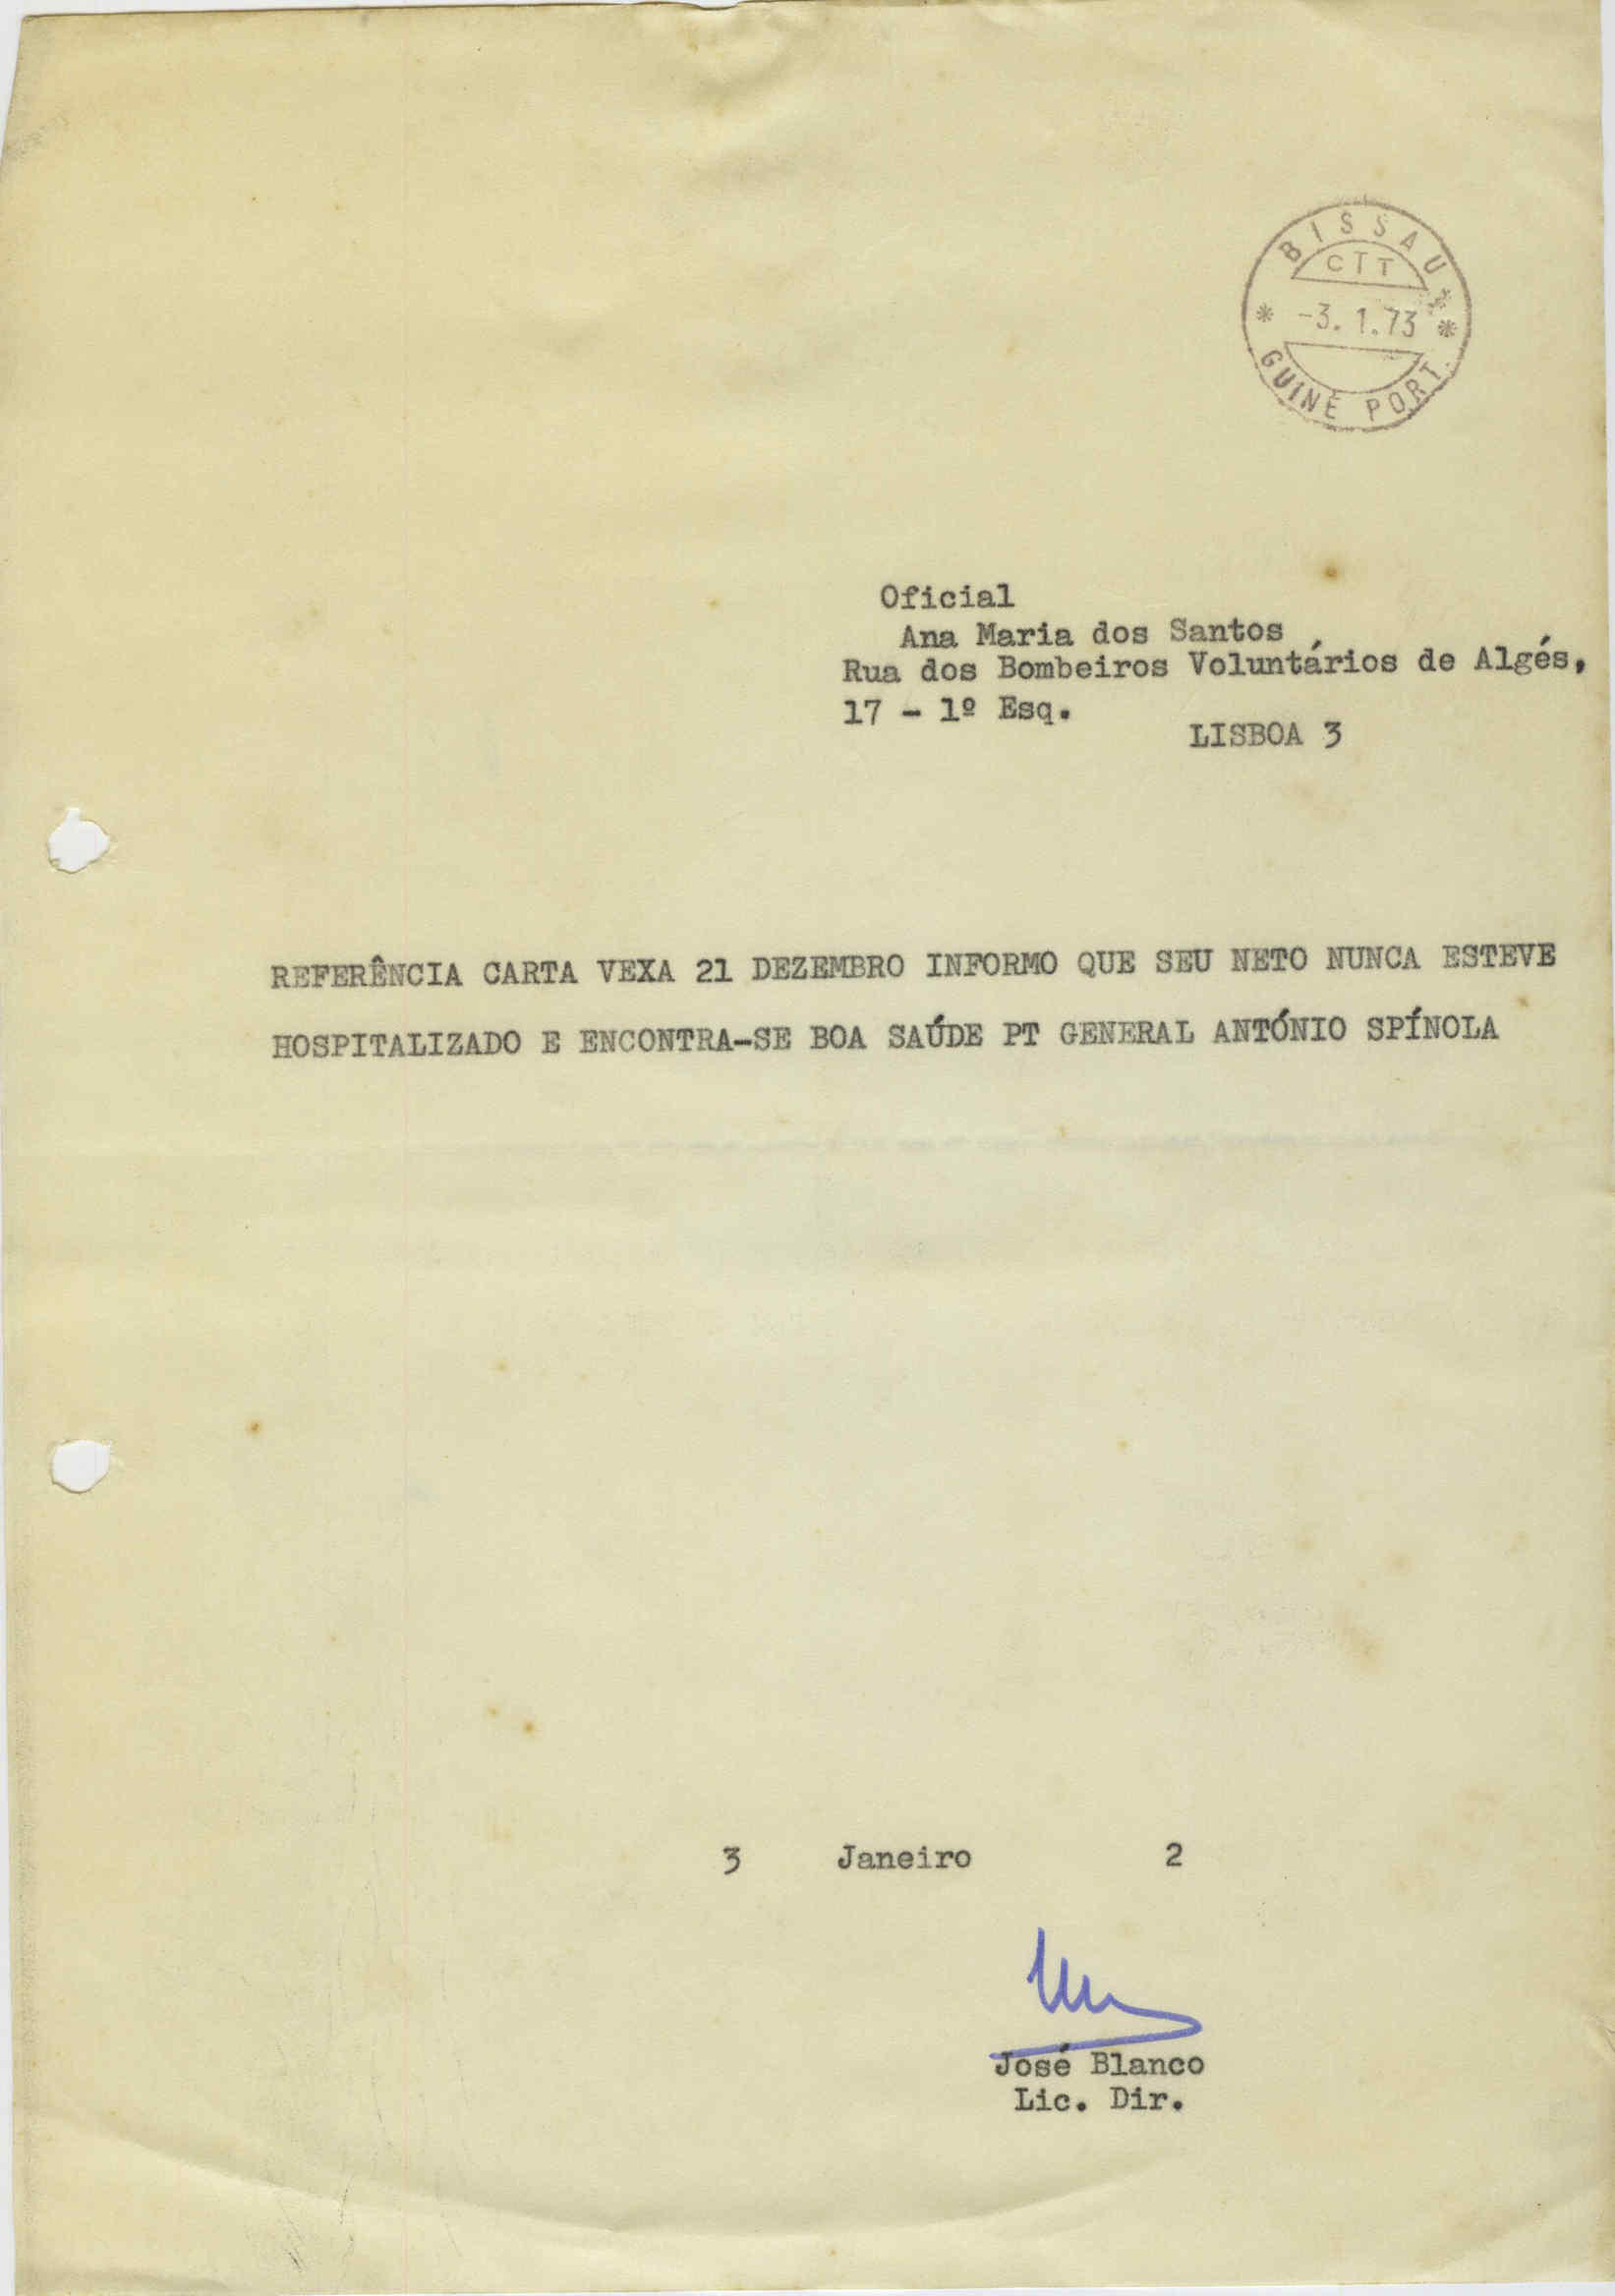 BISSAU
CTT
-3.1.73
GUINÉ PORT.
Oficial
Ana Maria dos Santos
Rua dos Bombeiros Voluntários de Algés,
17 - 1º Esq.
LISBOA 3
REFERÊNCIA CARTA VEXA 21 DEZEMBRO INFORMO QUE SEU NETO NUNCA ESTEVE
HOSPITALIZADO E ENCONTRA-SE BOA SAÚDE PT GENERAL ANTÓNIO SPÍNOLA
3 Janeiro 2
José Blanco
Lic. Dir.